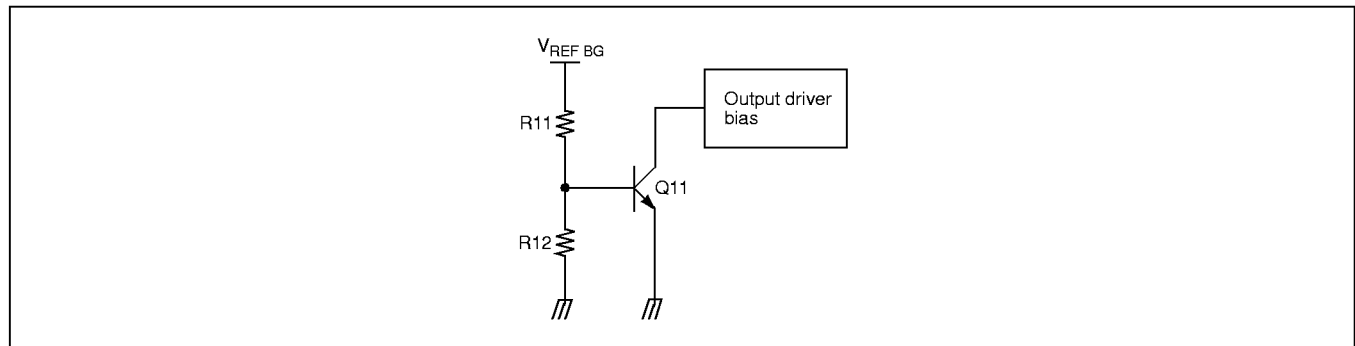 VREF BG
Output driver
bias
R11
Q11
R12